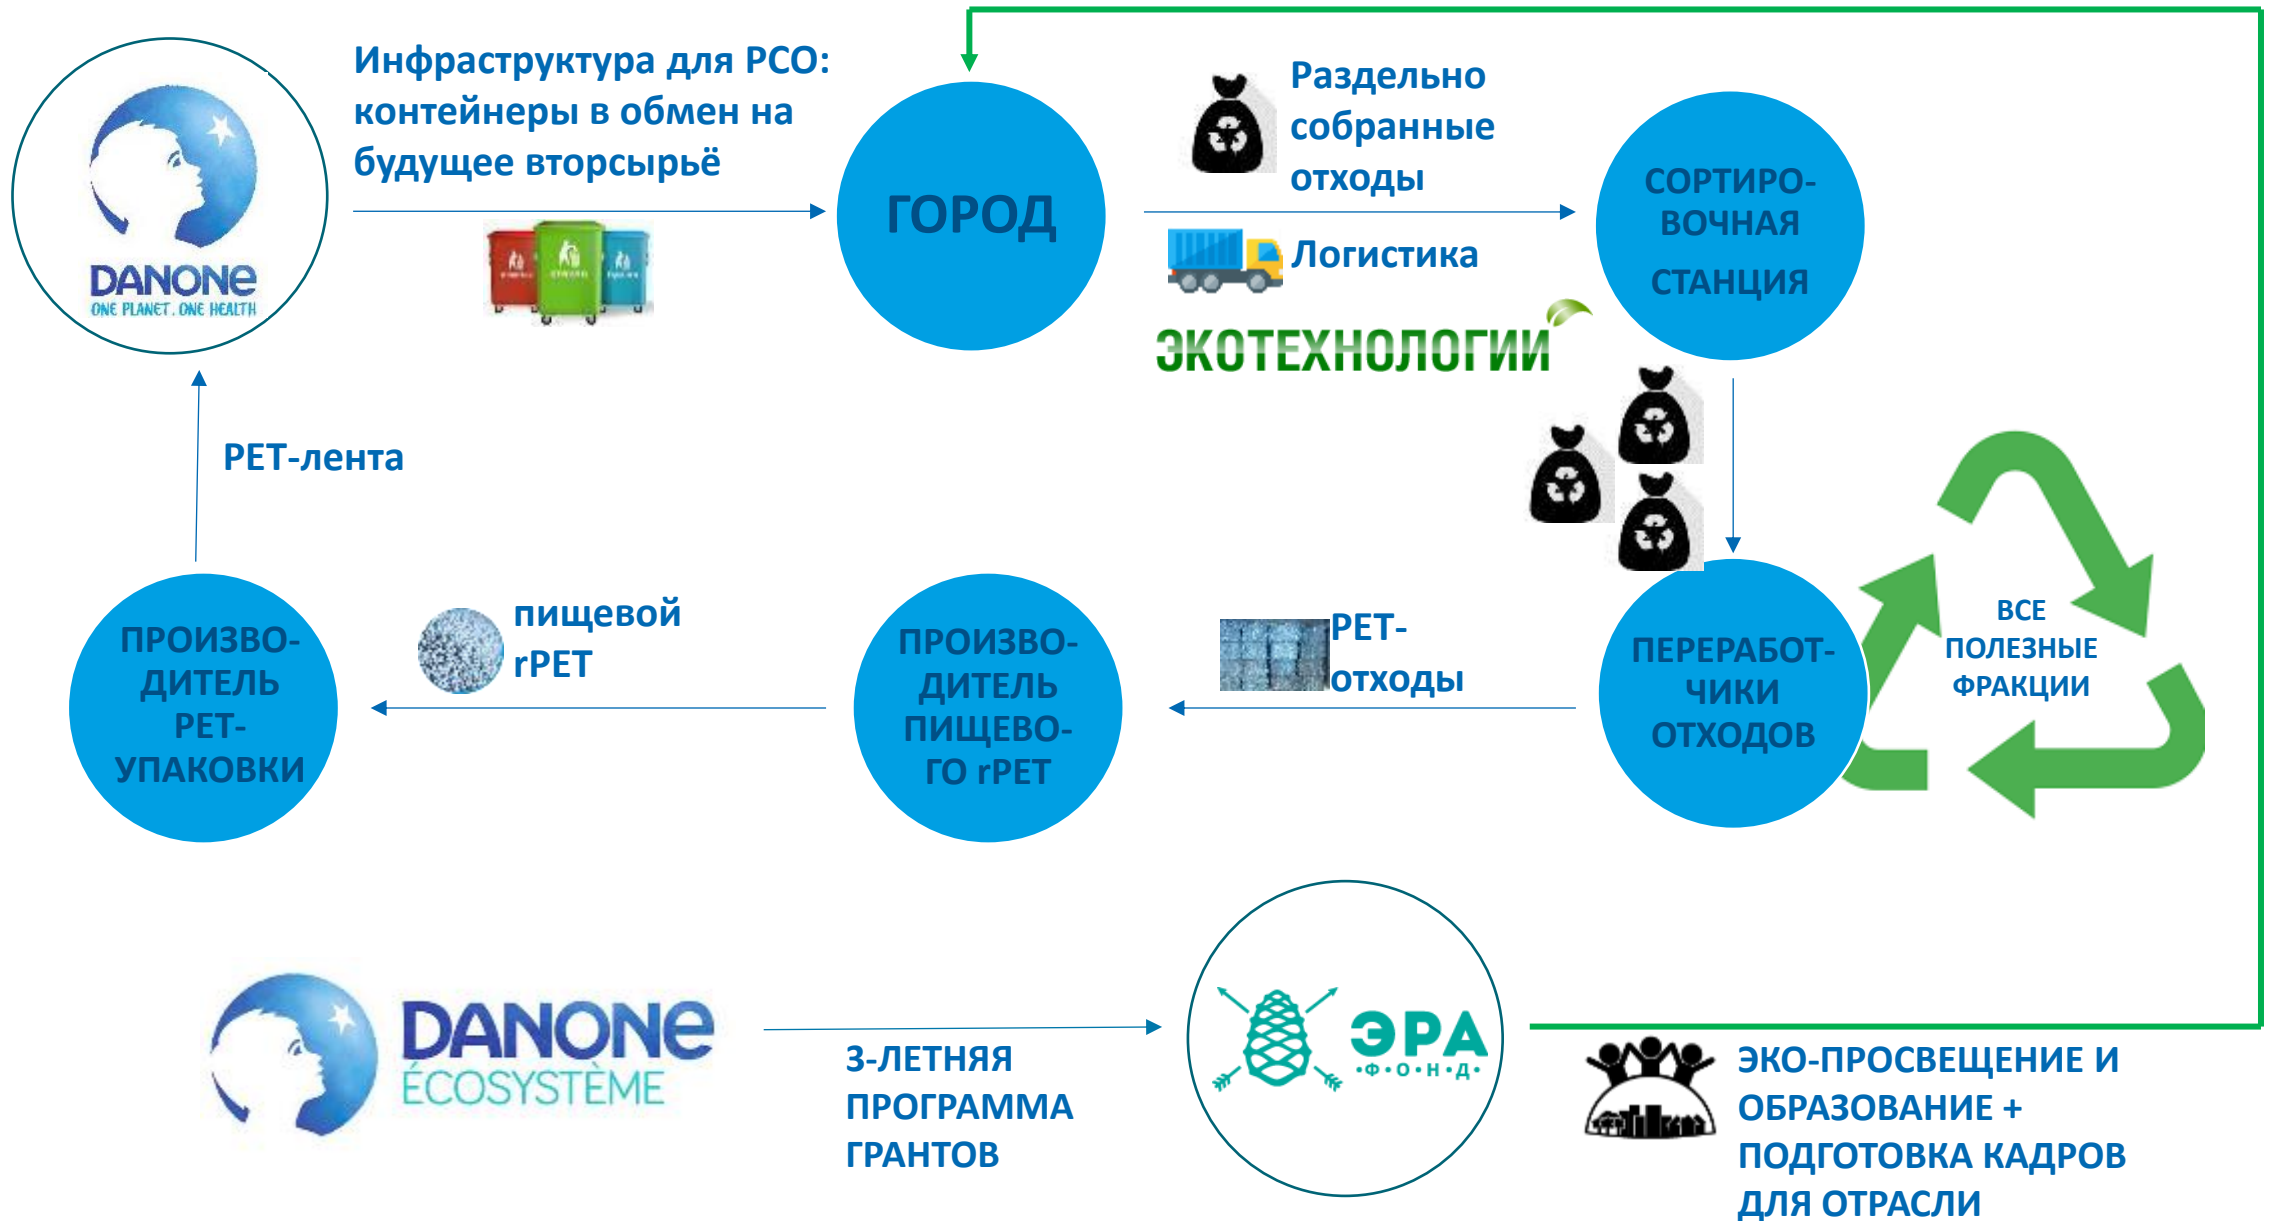 Инфраструктура для РСО:
контейнеры в обмен на
будущее вторсырьё
DANONE
ONE PLANET. ONE HEALTH
ГОРОД
Раздельно
собранные
отходы
Логистика
ЭКОТЕХНОЛОГИИ
СОРТИРО-
ВОЧНАЯ
СТАНЦИЯ
PET-лента
ПРОИЗВО-
ДИТЕЛЬ
PET-
УПАКОВКИ
пищевой
rPET
ПРОИЗВО-
ДИТЕЛЬ
ПИЩЕВО-
ГО rPET
PET-
отходы
ПЕРЕРАБОТ-
ЧИКИ
ОТХОДОВ
ВСЕ
ПОЛЕЗНЫЕ
ФРАКЦИИ
DANONE
ÉCOSYSTÈME
3-ЛЕТНЯЯ
ПРОГРАММА
ГРАНТОВ
ЭРА
•Ф•О•Н•Д•
ЭКО-ПРОСВЕЩЕНИЕ И
ОБРАЗОВАНИЕ +
ПОДГОТОВКА КАДРОВ
ДЛЯ ОТРАСЛИ